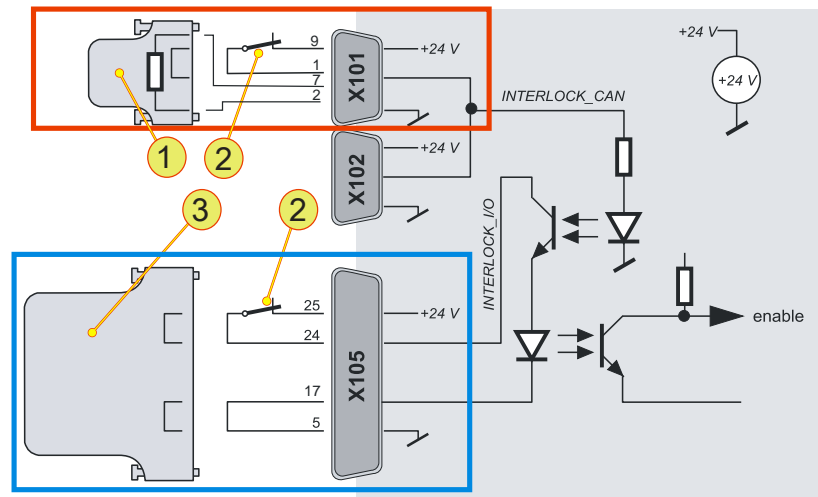 9
+24 V
1
7
2
X101
INTERLOCK_CAN
+24 V
+24 V
1
2
X102
+24 V
3
2
INTERLOCK_I/O
25
+24 V
24
X105
17
5
enable